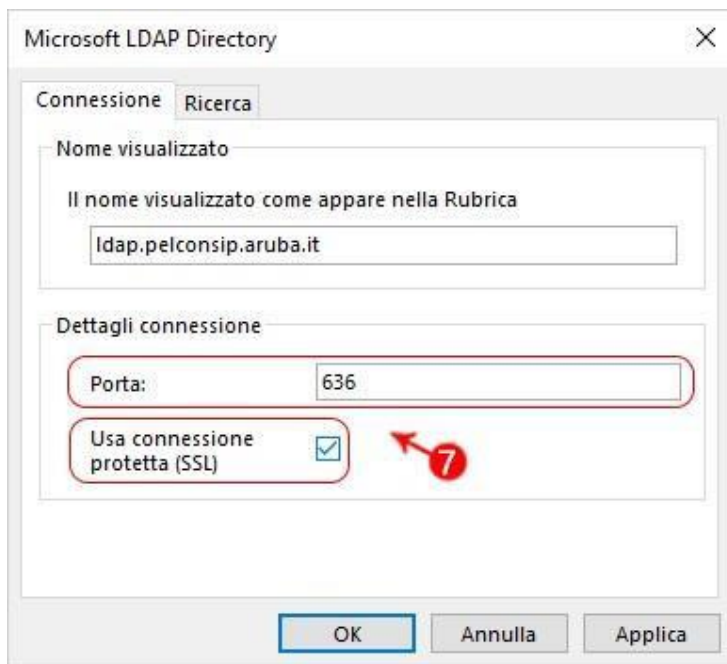 Microsoft LDAP Directory
Connessione
Ricerca
Nome visualizzato
Il nome visualizzato come appare nella Rubrica
ldap.pelconsip.aruba.it
Dettagli connessione
Porta: 636
Usa connessione
protetta (SSL)
7
OK Annulla Applica